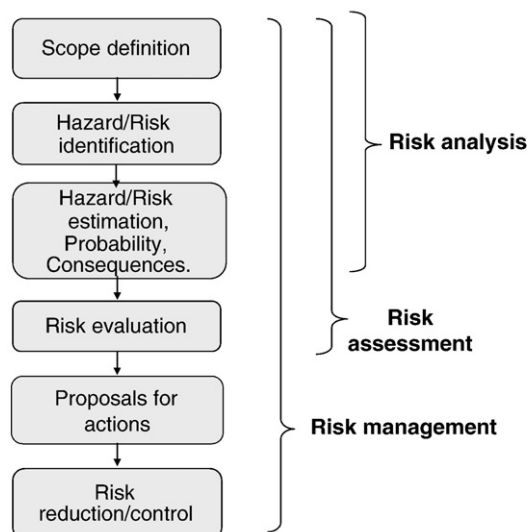 Scope definition
Hazard/Risk
identification
Hazard/Risk
estimation,
Probability,
Consequences.
Risk evaluation
Proposals for
actions
Risk
reduction/control
Risk analysis
Risk
assessment
Risk management